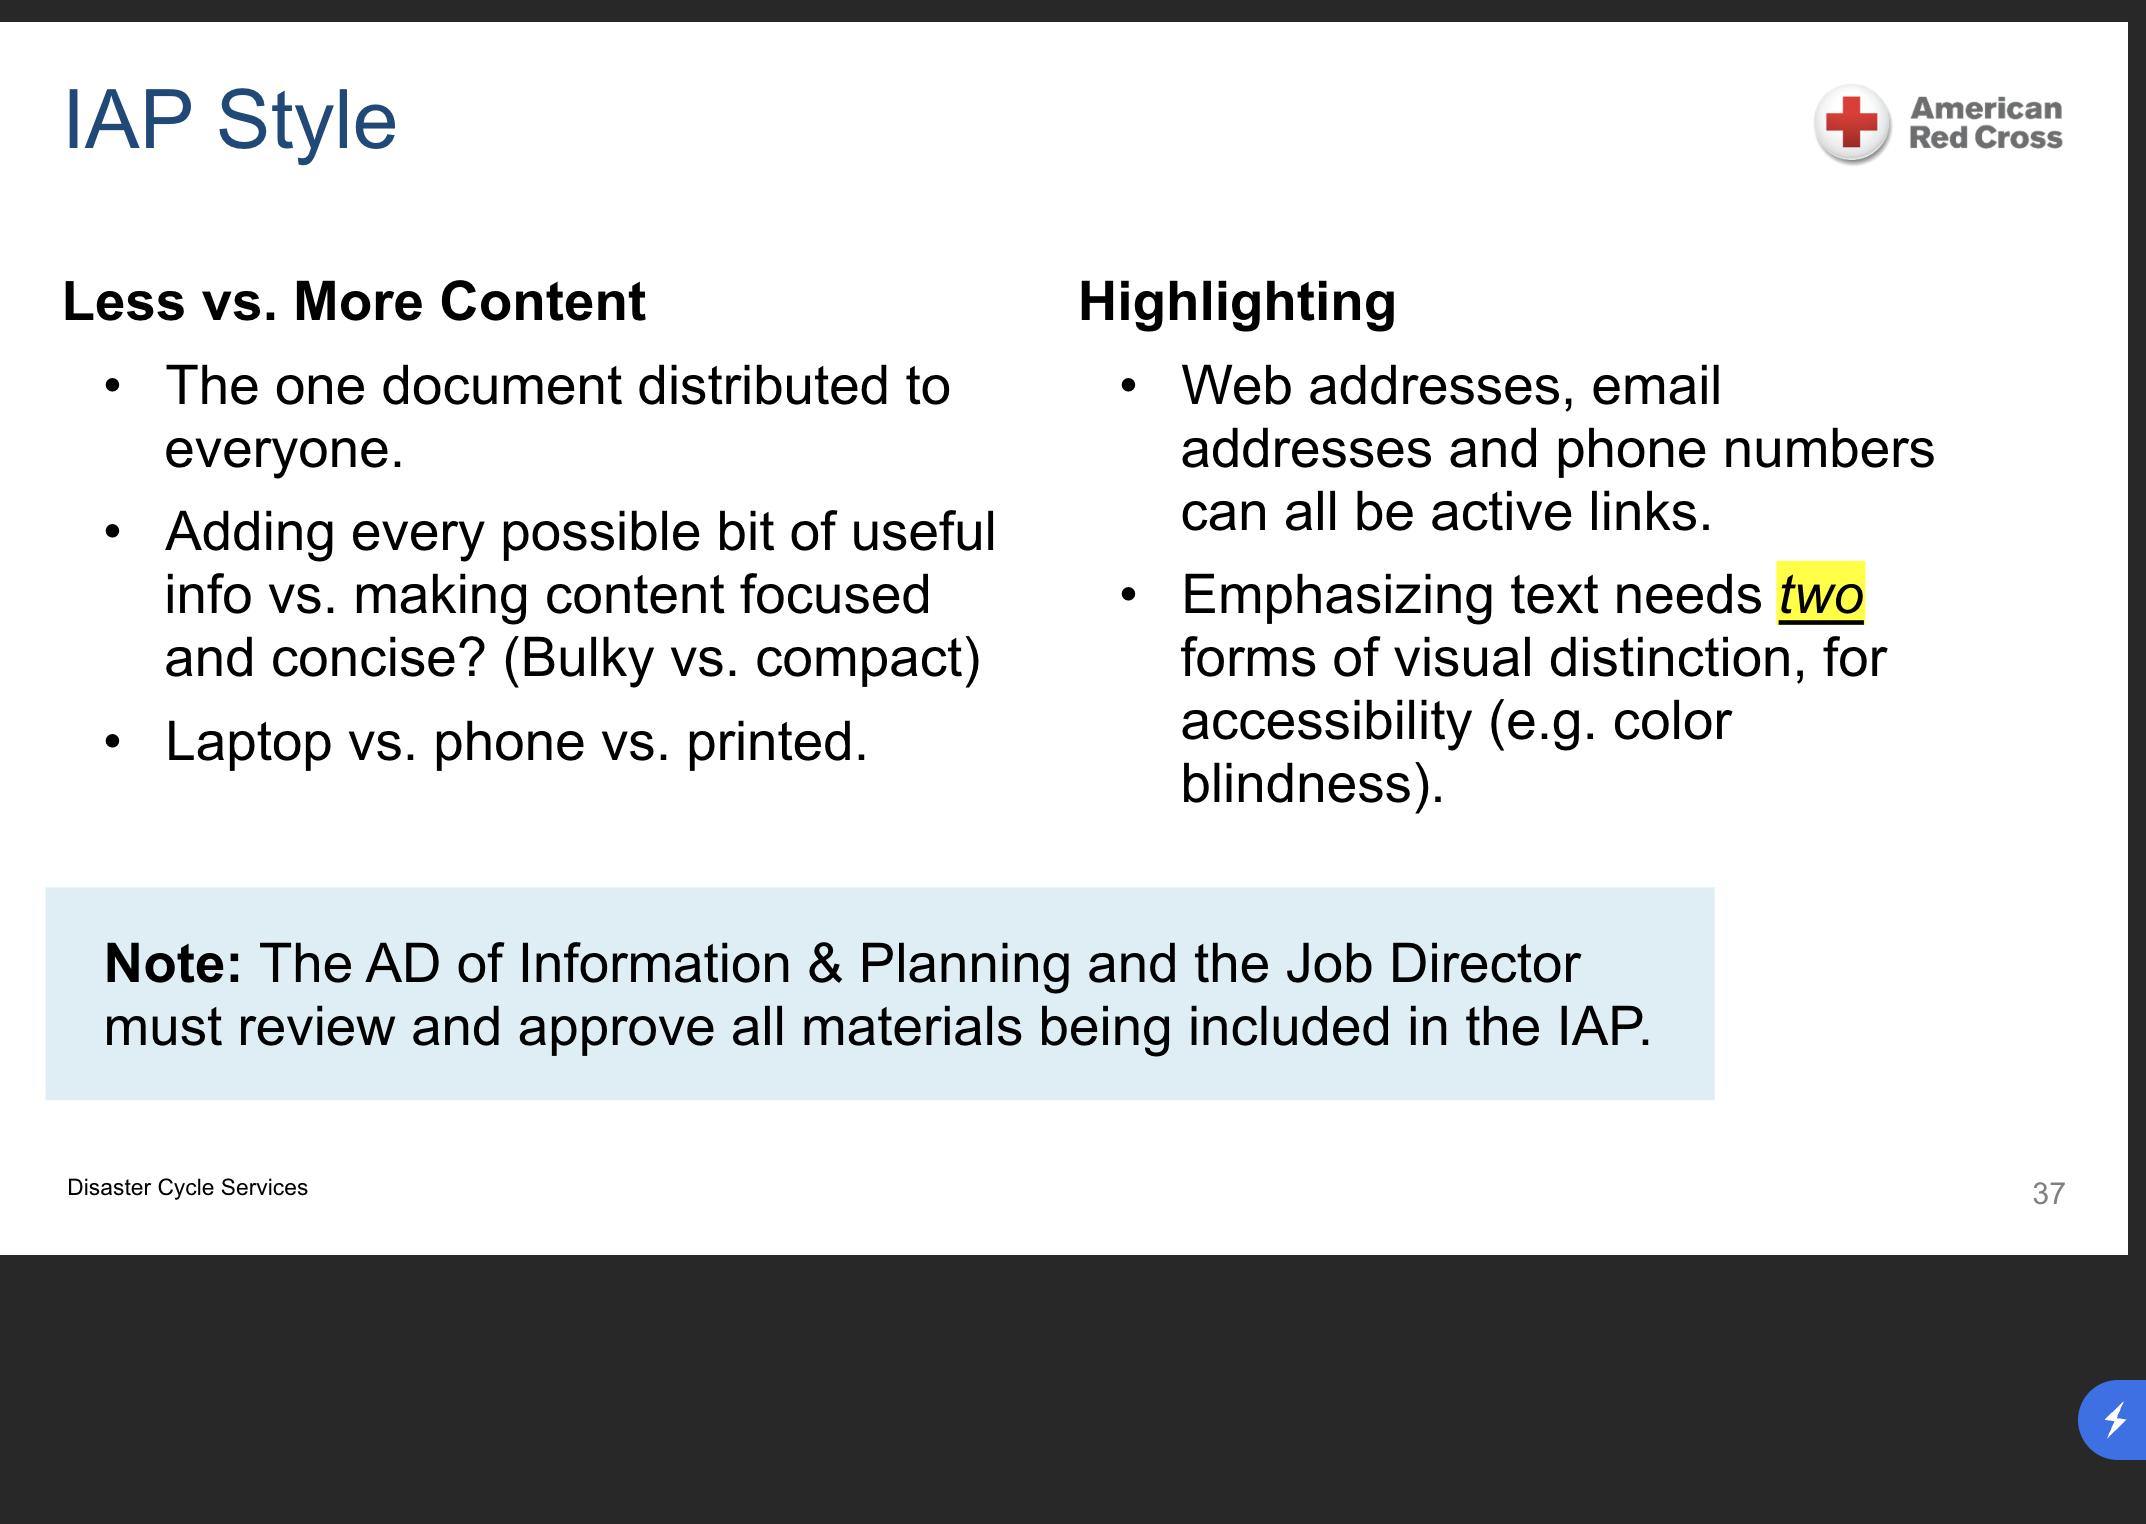 IAP Style
American
Red Cross
Less vs. More Content
• The one document distributed to
everyone.
• Adding every possible bit of useful
info vs. making content focused
and concise? (Bulky vs. compact)
• Laptop vs. phone vs. printed.
Highlighting
• Web addresses, email
addresses and phone numbers
can all be active links.
• Emphasizing text needs two
forms of visual distinction, for
accessibility (e.g. color
blindness).
Note: The AD of Information & Planning and the Job Director
must review and approve all materials being included in the IAP.
Disaster Cycle Services
37